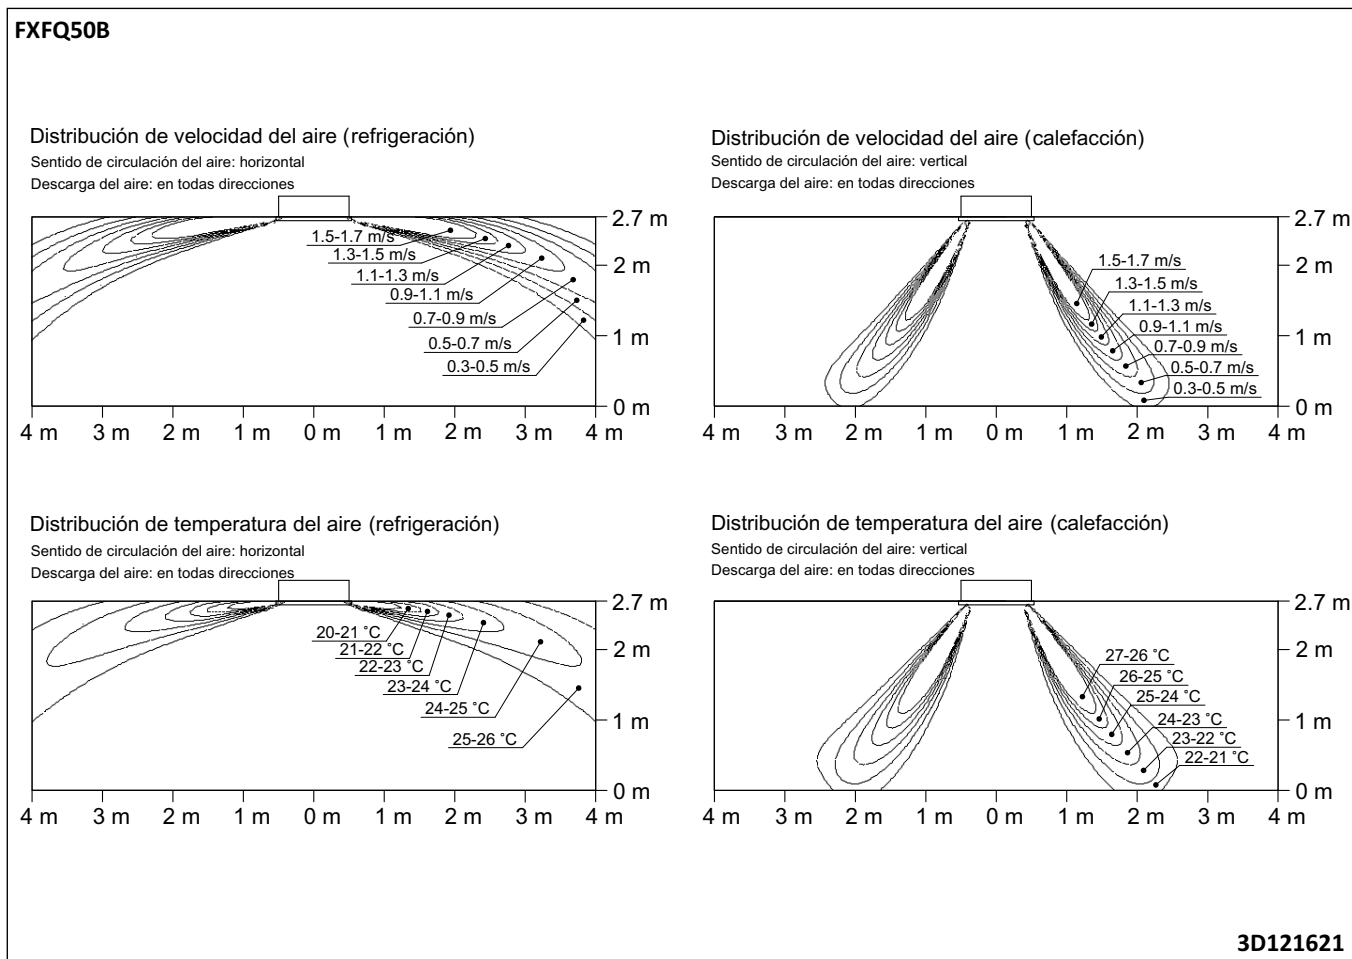 FXFQ50B
Distribución de velocidad del aire (refrigeración)
Sentido de circulación del aire: horizontal
Descarga del aire: en todas direcciones
2.7 m
1.5-1.7 m/s
1.3-1.5 m/s
2 m
1.1-1.3 m/s
0.9-1.1 m/s
0.7-0.9 m/s
1 m
0.5-0.7 m/s
0.3-0.5 m/s
0 m
4 m 3 m 2 m 1 m 0 m 1 m 2 m 3 m 4 m
Distribución de velocidad del aire (calefacción)
Sentido de circulación del aire: vertical
Descarga del aire: en todas direcciones
2.7 m
1.5-1.7 m/s
2 m
1.3-1.5 m/s
1.1-1.3 m/s
0.9-1.1 m/s
1 m
0.7-0.9 m/s
0.5-0.7 m/s
0.3-0.5 m/s
0 m
4 m 3 m 2 m 1 m 0 m 1 m 2 m 3 m 4 m
Distribución de temperatura del aire (refrigeración)
Sentido de circulación del aire: horizontal
Descarga del aire: en todas direcciones
2.7 m
20-21 ˚C
21-22 ˚C
2 m
22-23 ˚C
23-24 ˚C
24-25 ˚C
1 m
25-26 ˚C
0 m
4 m 3 m 2 m 1 m 0 m 1 m 2 m 3 m 4 m
Distribución de temperatura del aire (calefacción)
Sentido de circulación del aire: vertical
Descarga del aire: en todas direcciones
2.7 m
27-26 ˚C
2 m
26-25 ˚C
25-24 ˚C
24-23 ˚C
1 m
23-22 ˚C
22-21 ˚C
0 m
4 m 3 m 2 m 1 m 0 m 1 m 2 m 3 m 4 m
3D121621